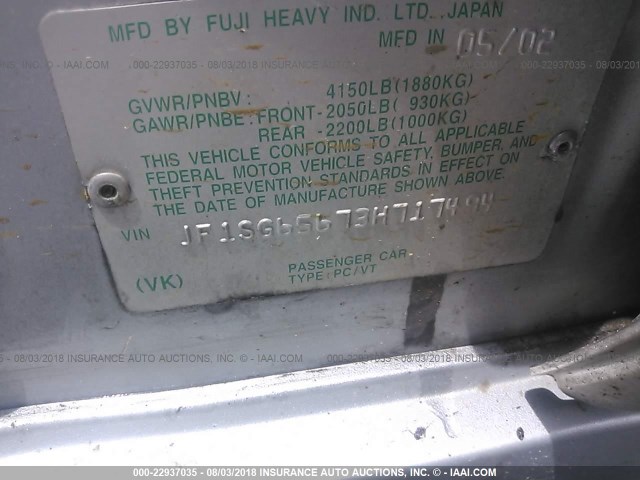 MFD BY FUJI HEAVY IND. LTD. JAPAN
MFD IN 05/02
GVWR/PNBV: 4150LB(1880KG)
GAWR/PNBE:FRONT-2050LB( 930KG)
REAR -2200LB(1000KG)
THIS VEHICLE CONFORMS TO ALL APPLICABLE
FEDERAL MOTOR VEHICLE SAFETY, BUMPER, AND
THEFT PREVENTION STANDARDS IN EFFECT ON
THE DATE OF MANUFACTURE SHOWN ABOVE.
VIN JF1SG65673H717494
(VK) PASSENGER CAR
TYPE:PC/VT
000-22937035 - 08/03/2018 - INSURANCE AUTO AUCTIONS, INC. © - IAAI.COM